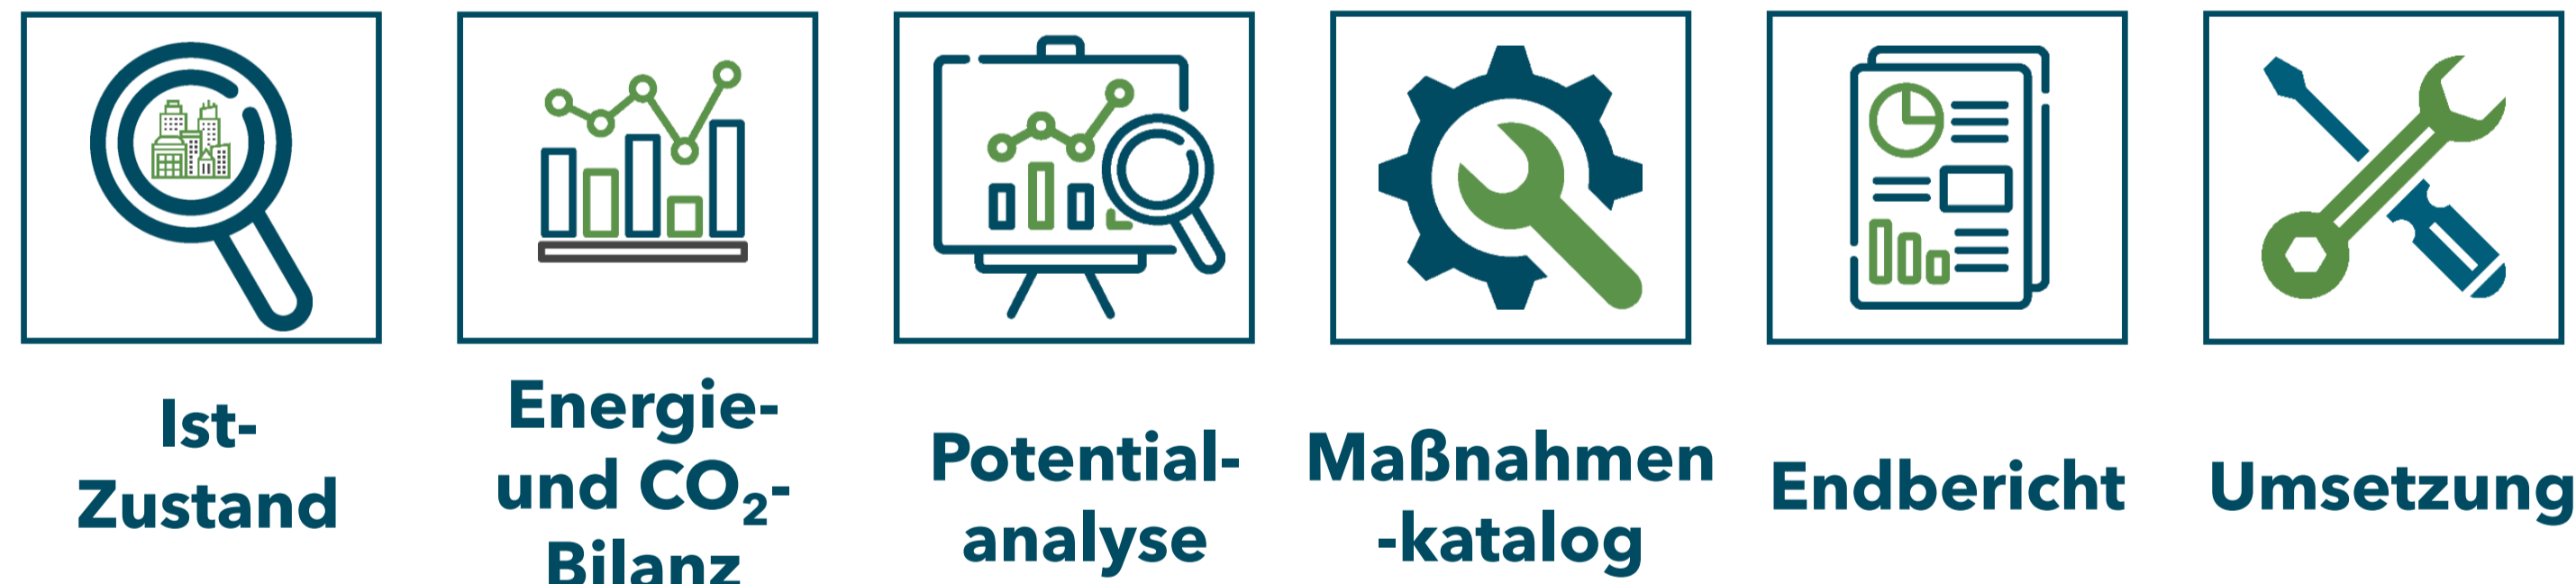 Ist-
Zustand
Energie-
und CO₂-
Bilanz
Potential-
analyse
Maßnahmen
-katalog
Endbericht
Umsetzung